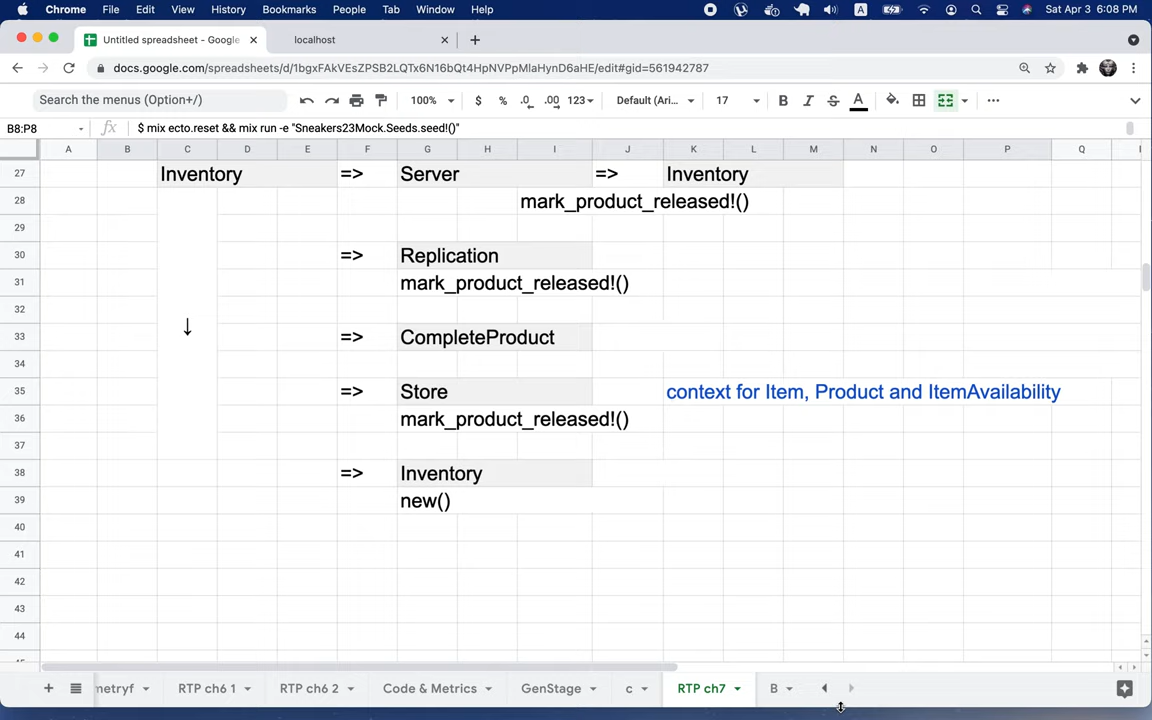 Chrome File Edit View History Bookmarks People Tab Window Help A Sat Apr 3 6:08 PM
Untitled spreadsheet - Google localhost
docs.google.com/spreadsheets/d/1bgxFAkVEsZPSB2LQTx6N16bQt4HpNVPpMlaHynD6aHE/edit#gid=561942787
Search the menus (Option+/) 100% $ % .0 .00 123 Default (Ari... 17 B I S A
B8:P8 fx $ mix ecto.reset && mix run -e "Sneakers23Mock.Seeds.seed!()"
A B C D E F G H I J K L M N O P Q
27 Inventory => Server => Inventory
28 mark_product_released!()
29
30 => Replication
31 mark_product_released!()
32
33 ↓ => CompleteProduct
34
35 => Store context for Item, Product and ItemAvailability
36 mark_product_released!()
37
38 => Inventory
39 new()
40
41
42
43
44
metryf RTP ch6 1 RTP ch6 2 Code & Metrics GenStage c RTP ch7 B